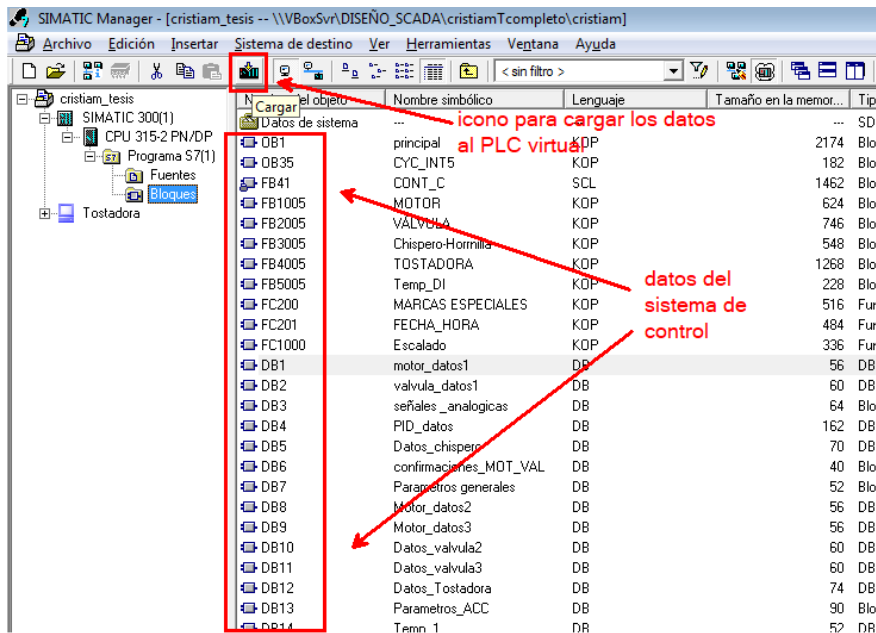 SIMATIC Manager - [cristiam_tesis -- \\VBoxSvr\DISEÑO_SCADA\cristiamTcompleto\cristiam]
Archivo Edición Insertar Sistema de destino Ver Herramientas Ventana Ayuda
< sin filtro >
cristiam_tesis
SIMATIC 300(1)
CPU 315-2 PN/DP
Programa S7(1)
Fuentes
Bloques
Tostadora
Cargar
del objeto Nombre simbólico Lenguaje Tamaño en la memor... Tip
Datos de sistema --- --- SD
OB1 principal KOP 2174 Blo
OB35 CYC_INT5 KOP 182 Blo
FB41 CONT_C SCL 1462 Blo
FB1005 MOTOR KOP 624 Blo
FB2005 VALVULA KOP 746 Blo
FB3005 Chispero-Hornilla KOP 548 Blo
FB4005 TOSTADORA KOP 1268 Blo
FB5005 Temp_DI KOP 228 Blo
FC200 MARCAS ESPECIALES KOP 516 Fur
FC201 FECHA_HORA KOP 484 Fur
FC1000 Escalado KOP 336 Fur
DB1 motor_datos1 DB 56 DB
DB2 valvula_datos1 DB 60 DB
DB3 señales _analogicas DB 64 Blo
DB4 PID_datos DB 162 DB
DB5 Datos_chispero DB 70 DB
DB6 confirmaciones_MOT_VAL DB 40 Blo
DB7 Parametros generales DB 52 Blo
DB8 Motor_datos2 DB 56 DB
DB9 Motor_datos3 DB 56 DB
DB10 Datos_valvula2 DB 60 DB
DB11 Datos_valvula3 DB 60 DB
DB12 Datos_Tostadora DB 74 DB
DB13 Parametros_ACC DB 90 Blo
DB14 Temp_1 DB 52 DB
icono para cargar los datos
al PLC virtual
datos del
sistema de
control